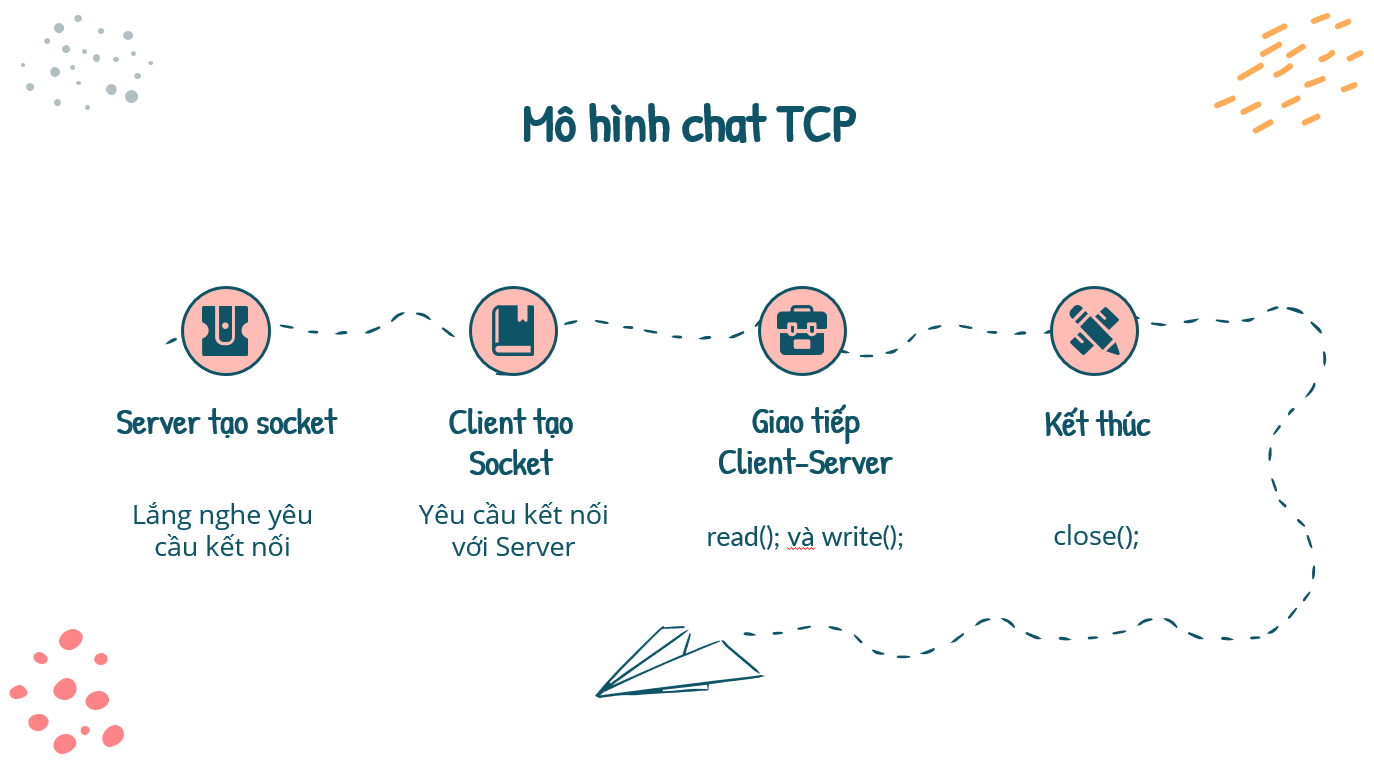 Mô hình chat TCP
Server tạo socket
Lắng nghe yêu
cầu kết nối
Client tạo
Socket
Yêu cầu kết nối
với Server
Giao tiếp
Client-Server
read(); và write();
Kết thúc
close();